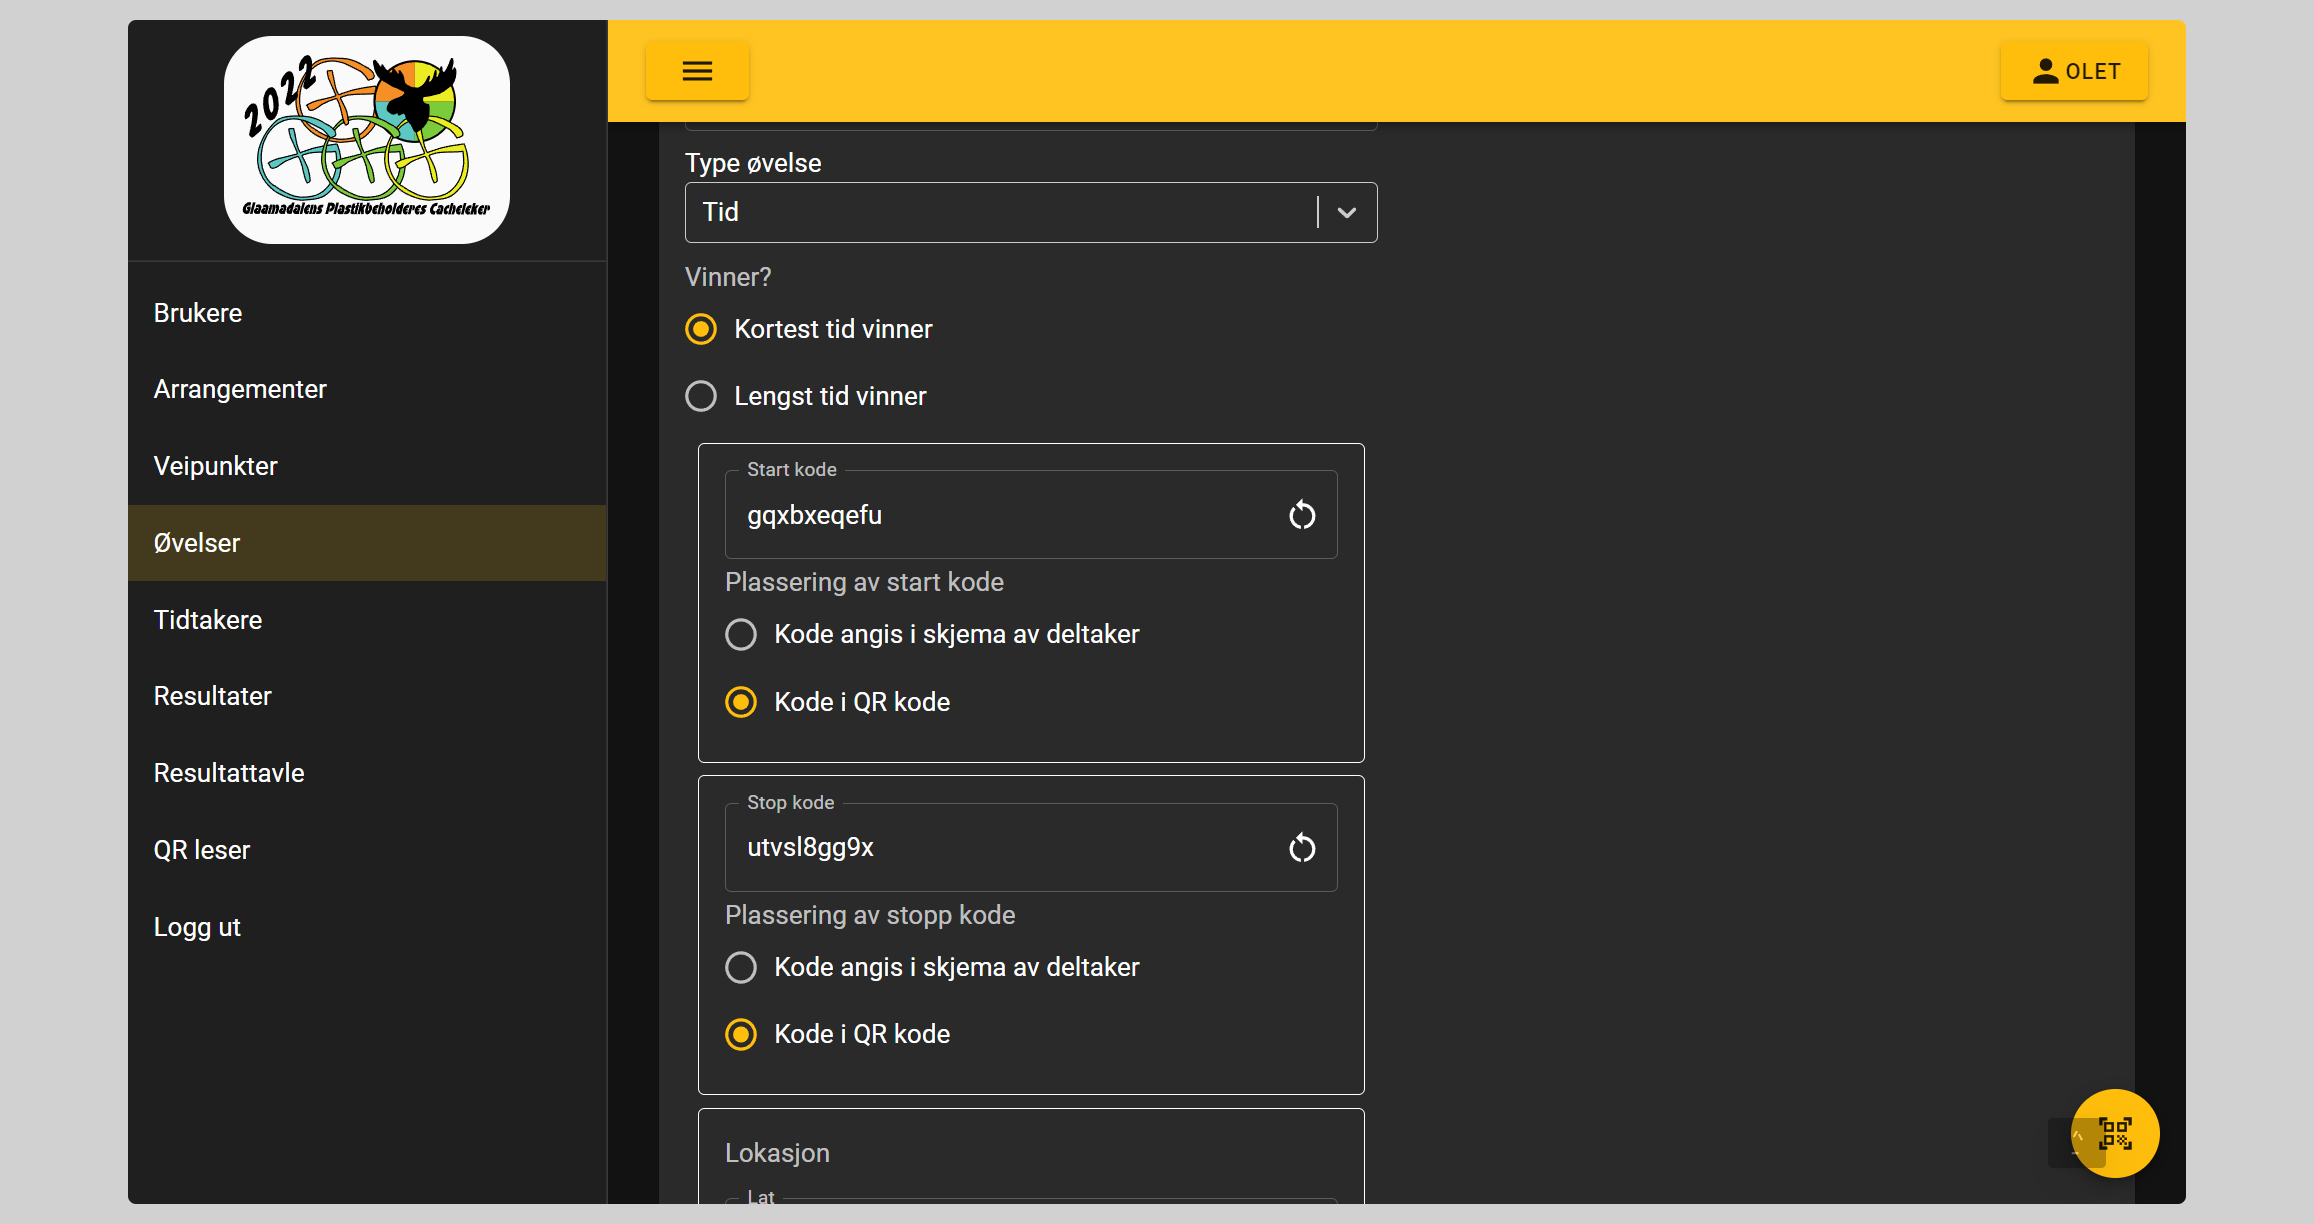 2022
Glaamadalens Plastikbeholderes Cacheleker
OLET
Brukere
Arrangementer
Veipunkter
Øvelser
Tidtakere
Resultater
Resultattavle
QR leser
Logg ut
Type øvelse
Tid
Vinner?
Kortest tid vinner
Lengst tid vinner
Start kode
gqxbxeqefu
Plassering av start kode
Kode angis i skjema av deltaker
Kode i QR kode
Stop kode
utvsl8gg9x
Plassering av stopp kode
Kode angis i skjema av deltaker
Kode i QR kode
Lokasjon
Lat